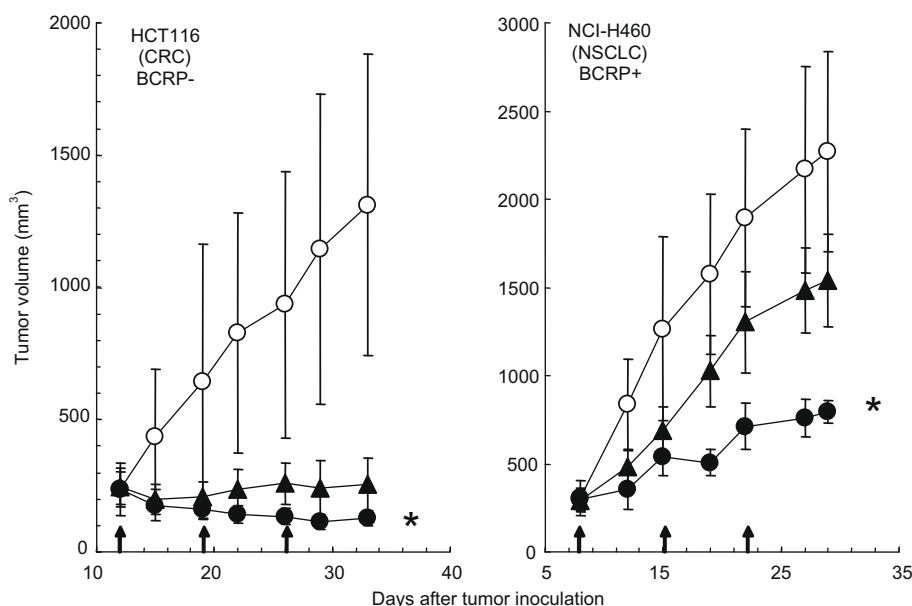 HCT116
(CRC)
BCRP-
NCI-H460
(NSCLC)
BCRP+
Tumor volume (mm³)
2000
1500
1000
500
0
10
20
30
40
*
3000
2500
2000
1500
1000
500
0
5
15
25
35
*
Days after tumor inoculation